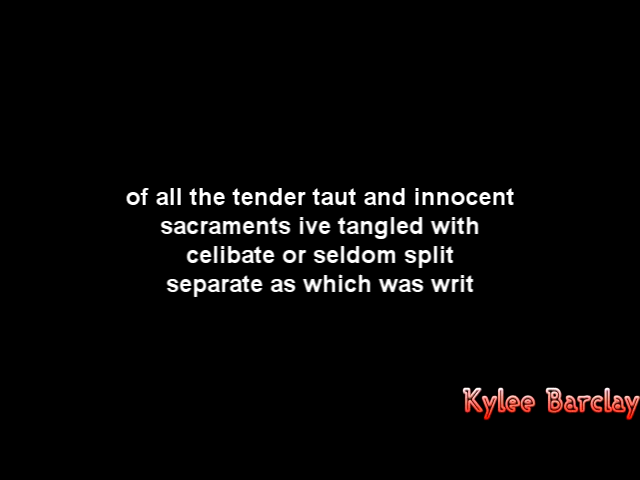 of all the tender taut and innocent
sacraments ive tangled with
celibate or seldom split
separate as which was writ
Kylee Barclay